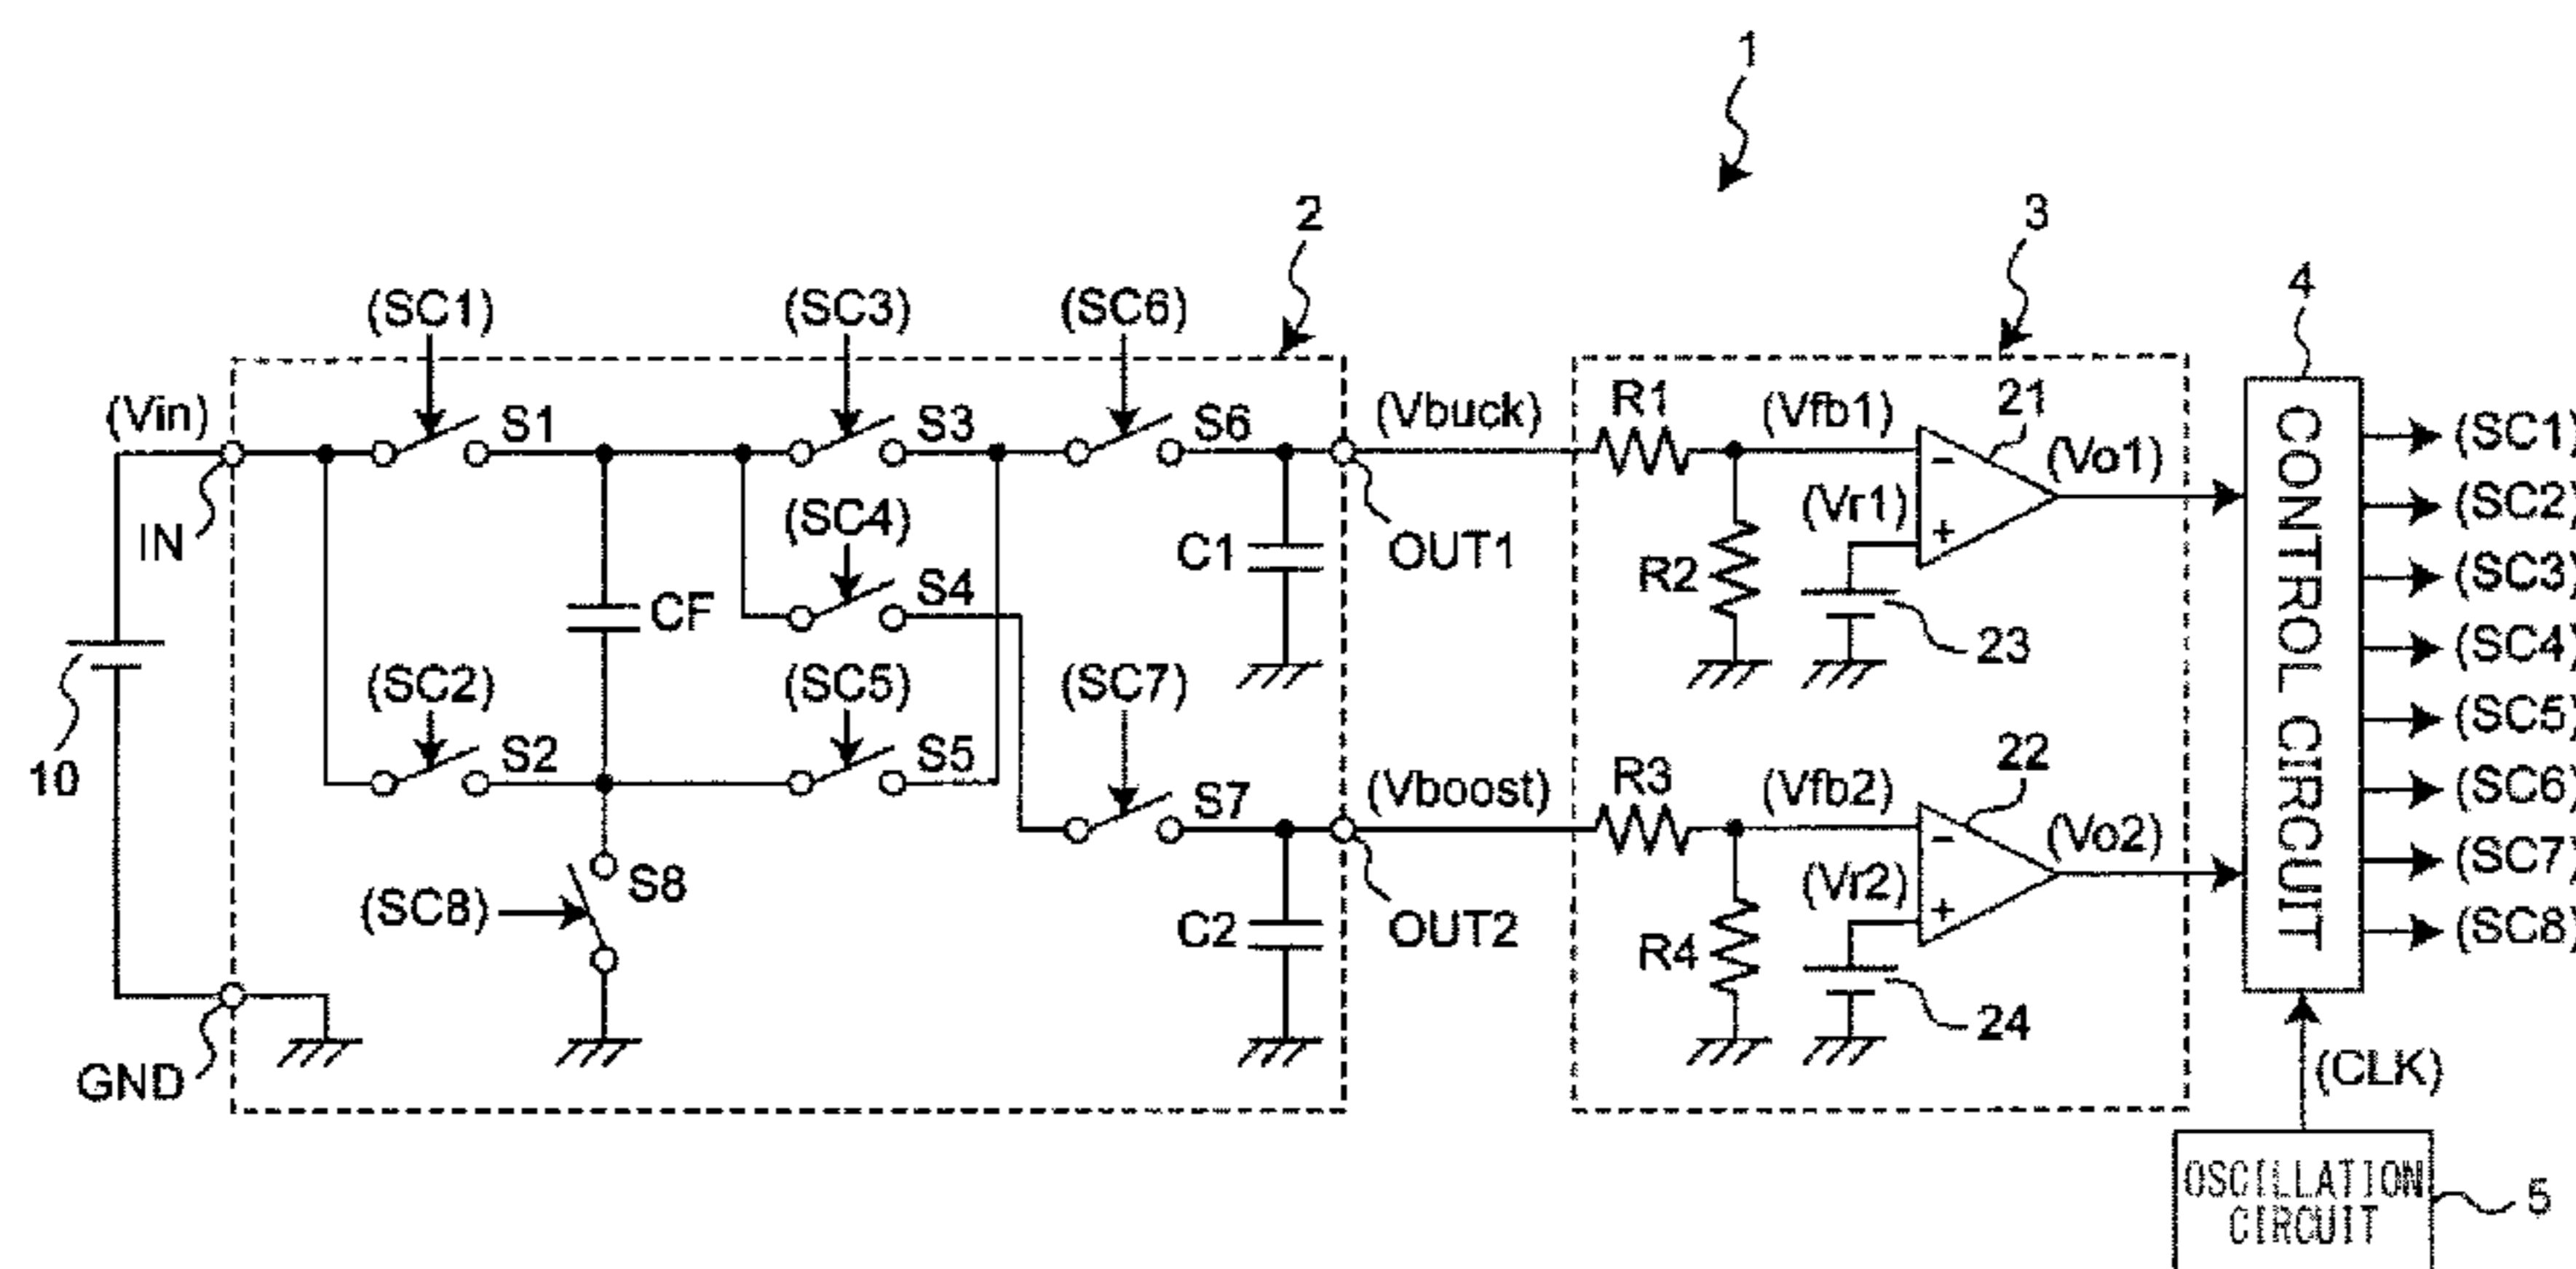 1
2
3
4
(SC1)
(SC3)
(SC6)
(Vin)
S1
S3
S6
(Vbuck)
R1
(Vfb1)
21
(Vo1)
IN
(SC4)
S4
CF
C1
OUT1
R2
(Vr1)
-
+
23
(SC2)
(SC5)
(SC7)
10
S2
S5
S7
(Vboost)
R3
(Vfb2)
22
(Vo2)
(SC8)
S8
C2
OUT2
R4
(Vr2)
-
+
24
GND
CONTROL CIRCUIT
(SC1)
(SC2)
(SC3)
(SC4)
(SC5)
(SC6)
(SC7)
(SC8)
(CLK)
OSCILLATION
CIRCUIT
5